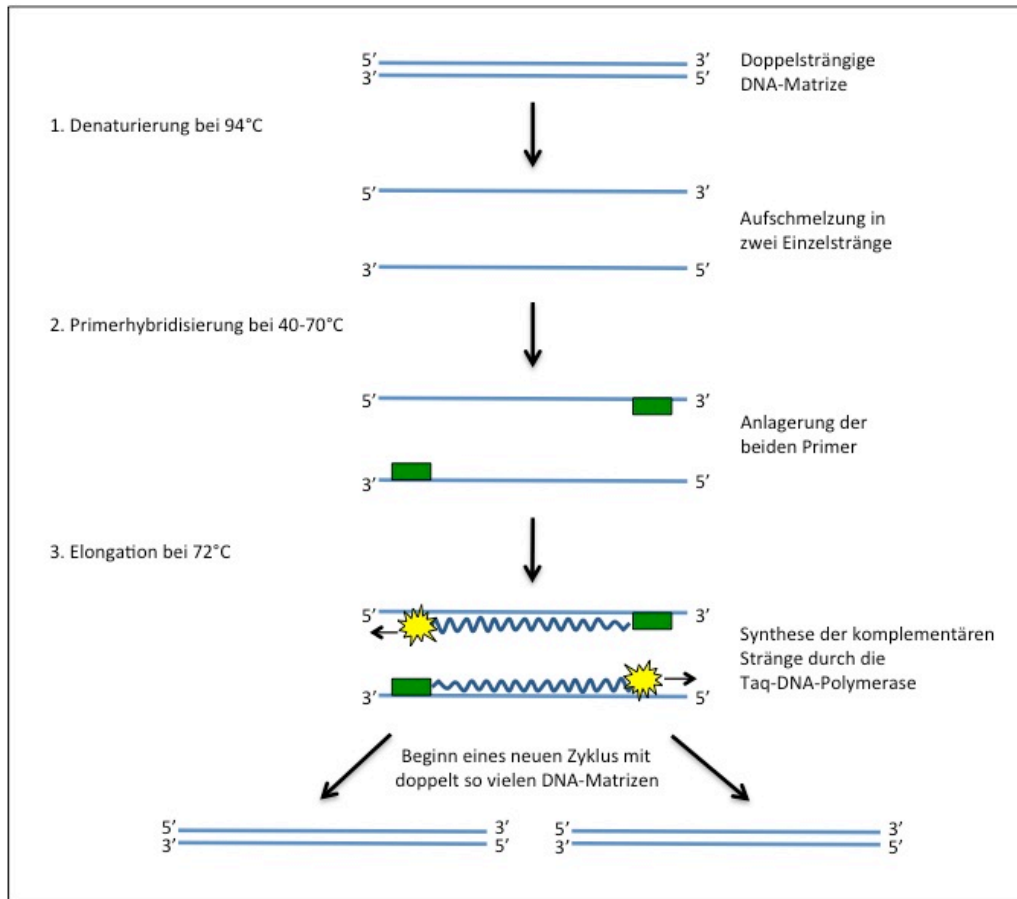 5’ 3’ Doppelsträngige
3’ 5’ DNA-Matrize
1. Denaturierung bei 94°C
5’ 3’
Aufschmelzung in
zwei Einzelstränge
3’ 5’
2. Primerhybridisierung bei 40-70°C
5’ 3’
Anlagerung der
beiden Primer
3’ 5’
3. Elongation bei 72°C
5’ 3’
Synthese der komplementären
Stränge durch die
Taq-DNA-Polymerase
3’ 5’
Beginn eines neuen Zyklus mit
doppelt so vielen DNA-Matrizen
5’ 3’ 5’ 3’
3’ 5’ 3’ 5’